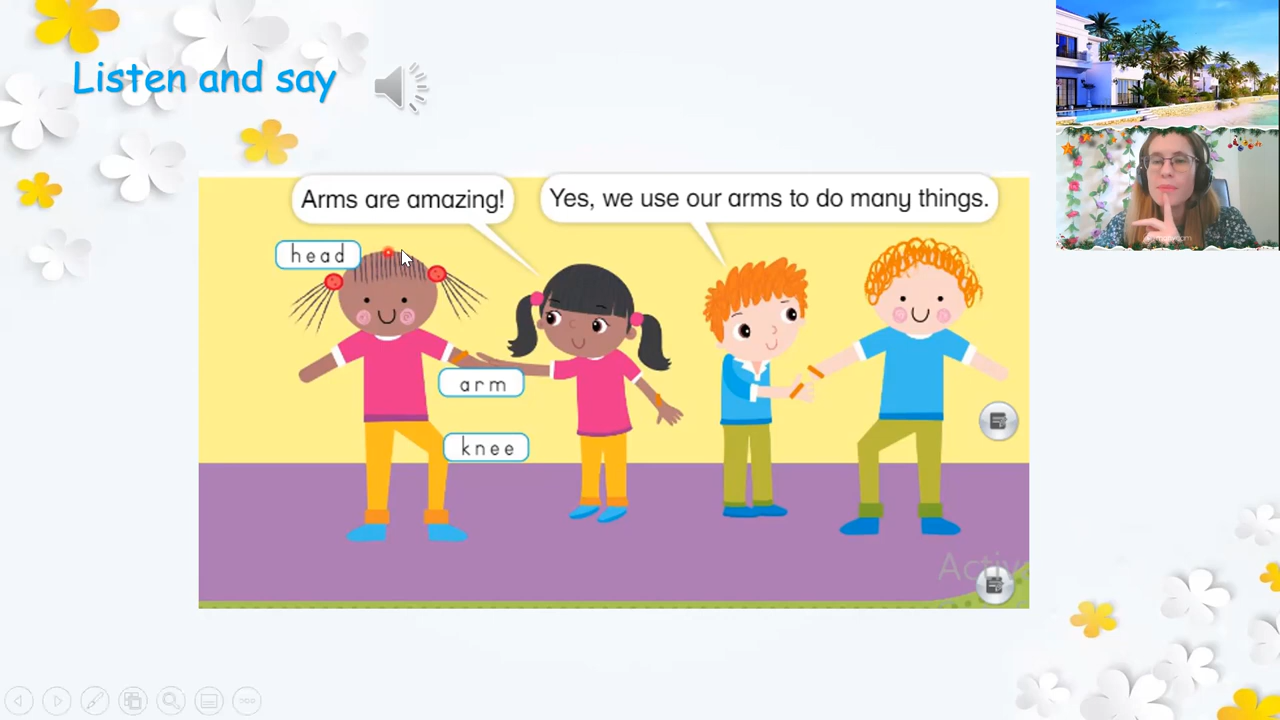 Listen and say
Arms are amazing!
Yes, we use our arms to do many things.
head
arm
knee